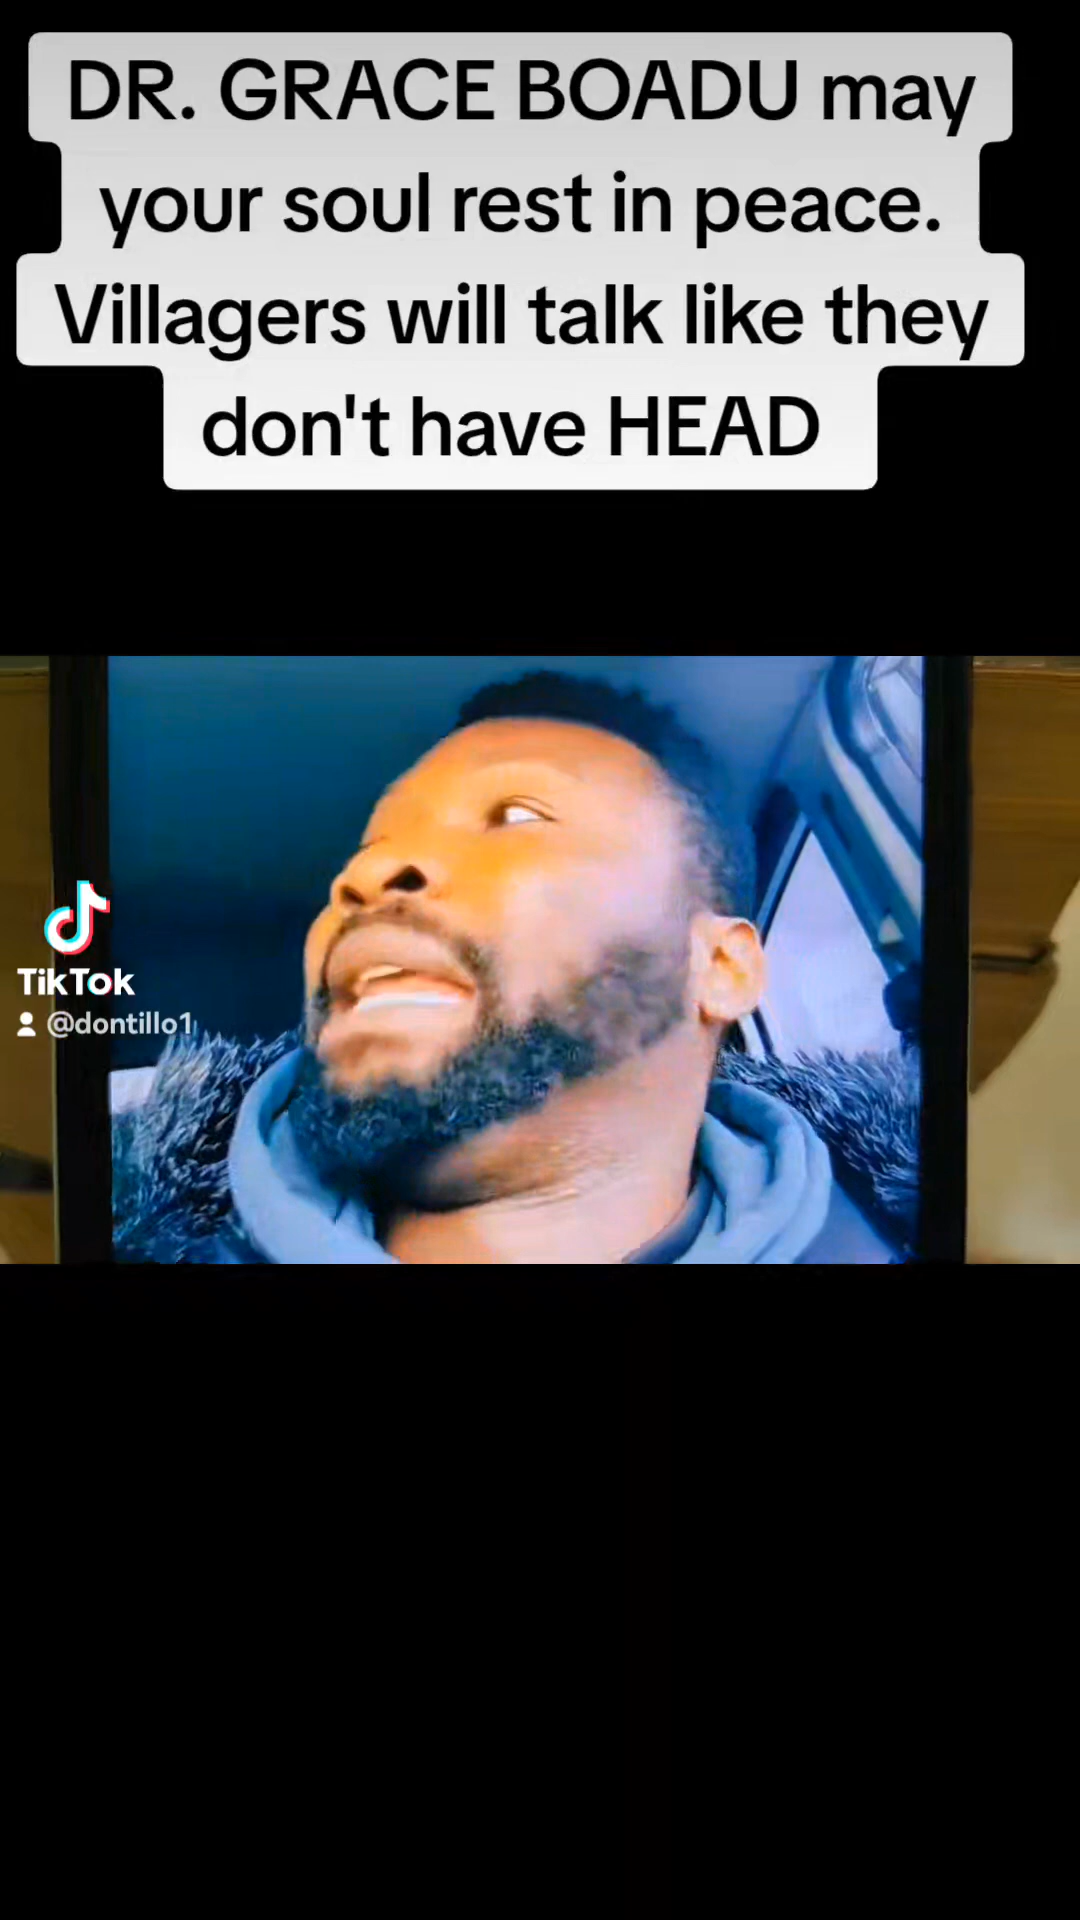 DR. GRACE BOADU may
your soul rest in peace.
Villagers will talk like they
don't have HEAD
TikTok
@dontillo1